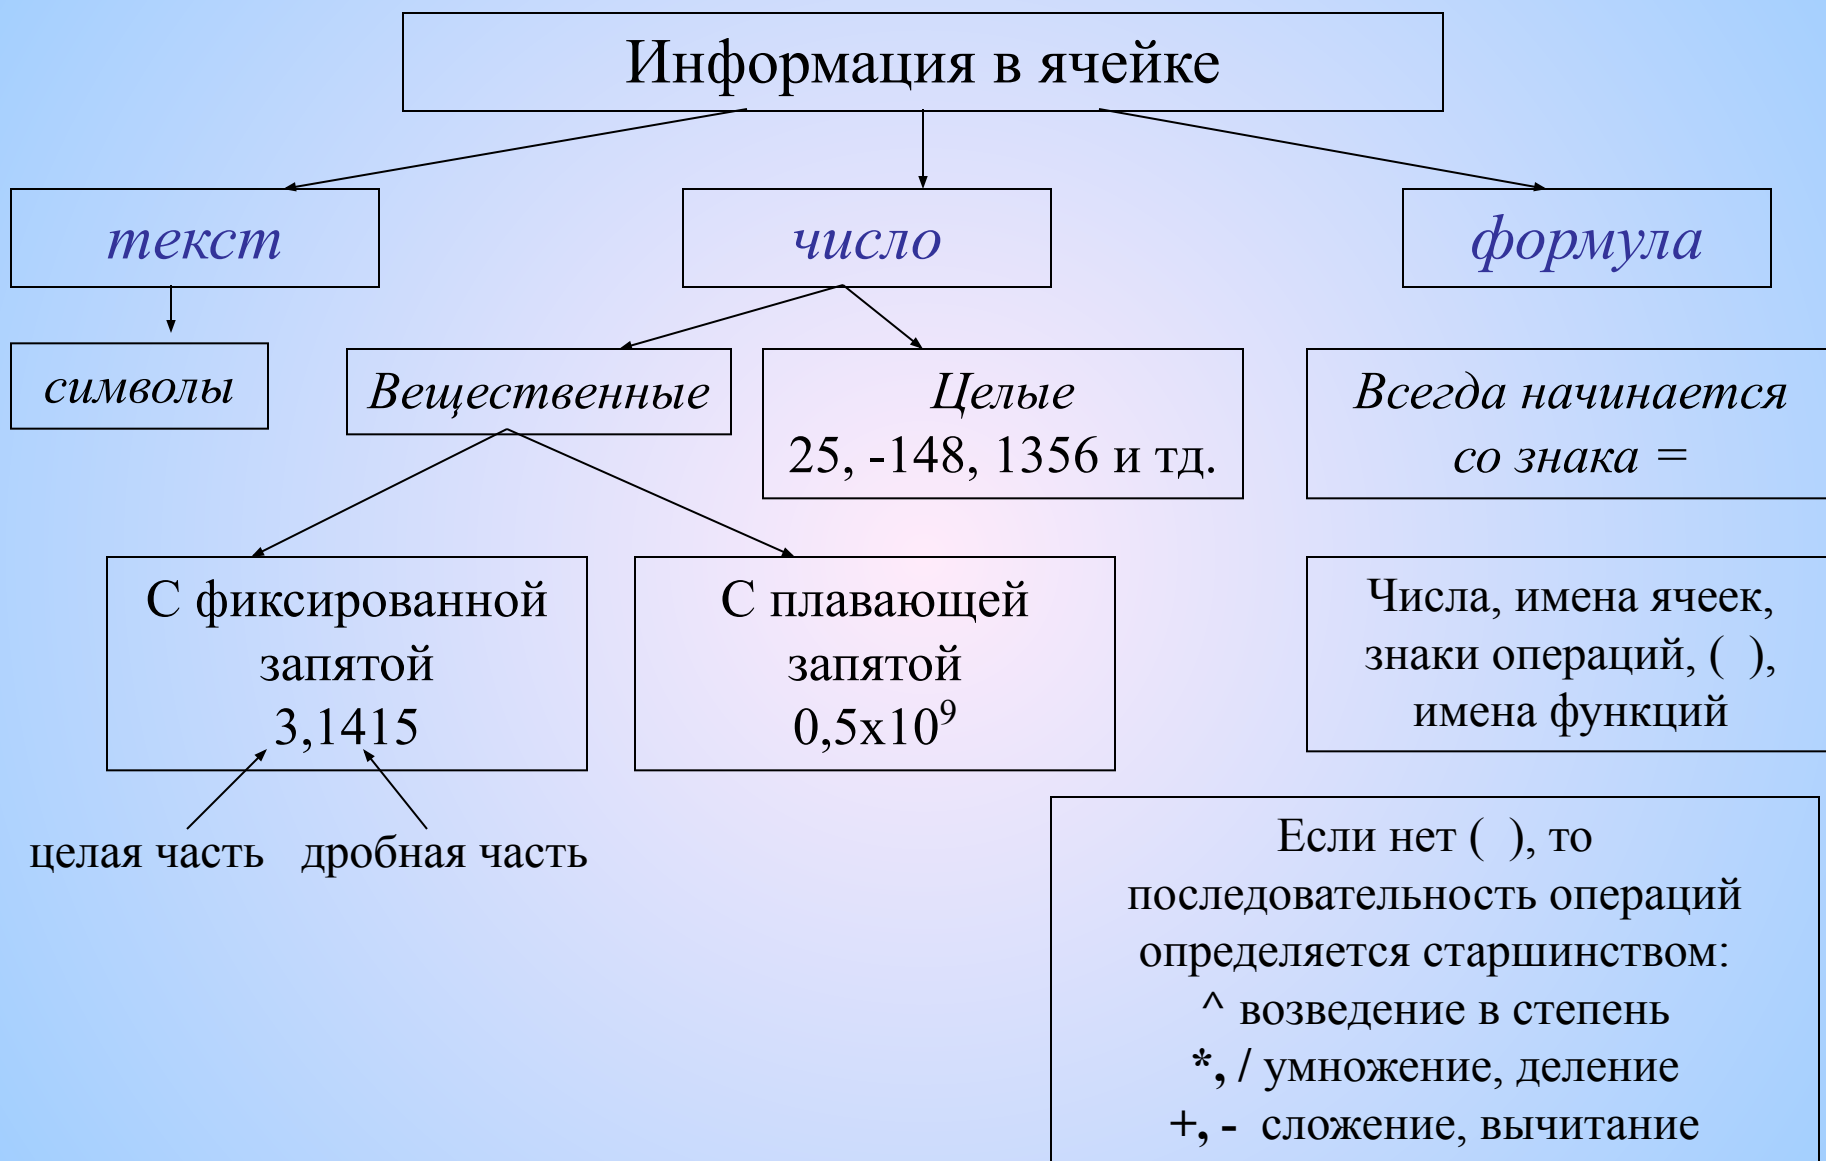 Информация в ячейке
текст
число
формула
символы
Вещественные
Целые
25, -148, 1356 и тд.
Всегда начинается
со знака =
С фиксированной
запятой
3,1415
С плавающей
запятой
0,5x10⁹
Числа, имена ячеек,
знаки операций, (  ),
имена функций
целая часть
дробная часть
Если нет (  ), то
последовательность операций
определяется старшинством:
^ возведение в степень
*, / умножение, деление
+, - сложение, вычитание